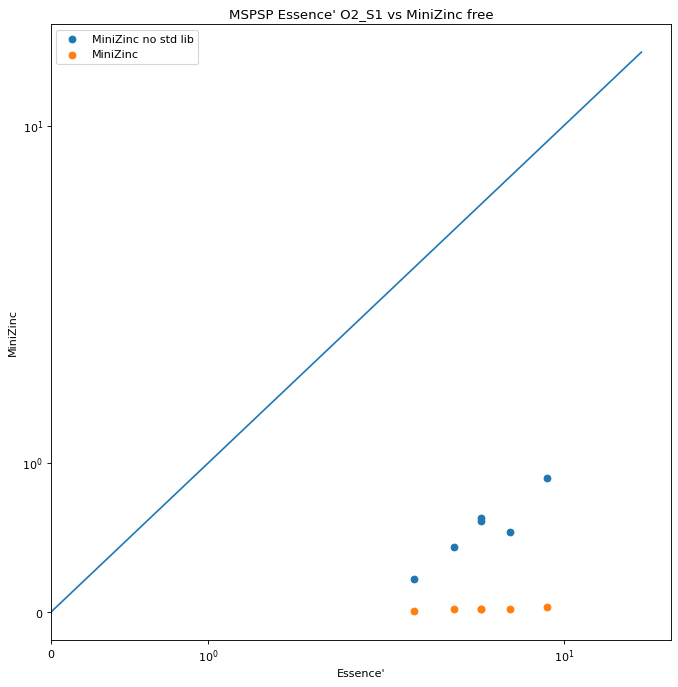 MSPSP Essence' O2_S1 vs MiniZinc free
MiniZinc no std lib
MiniZinc
10¹
10⁰
0
MiniZinc
0
10⁰
10¹
Essence'